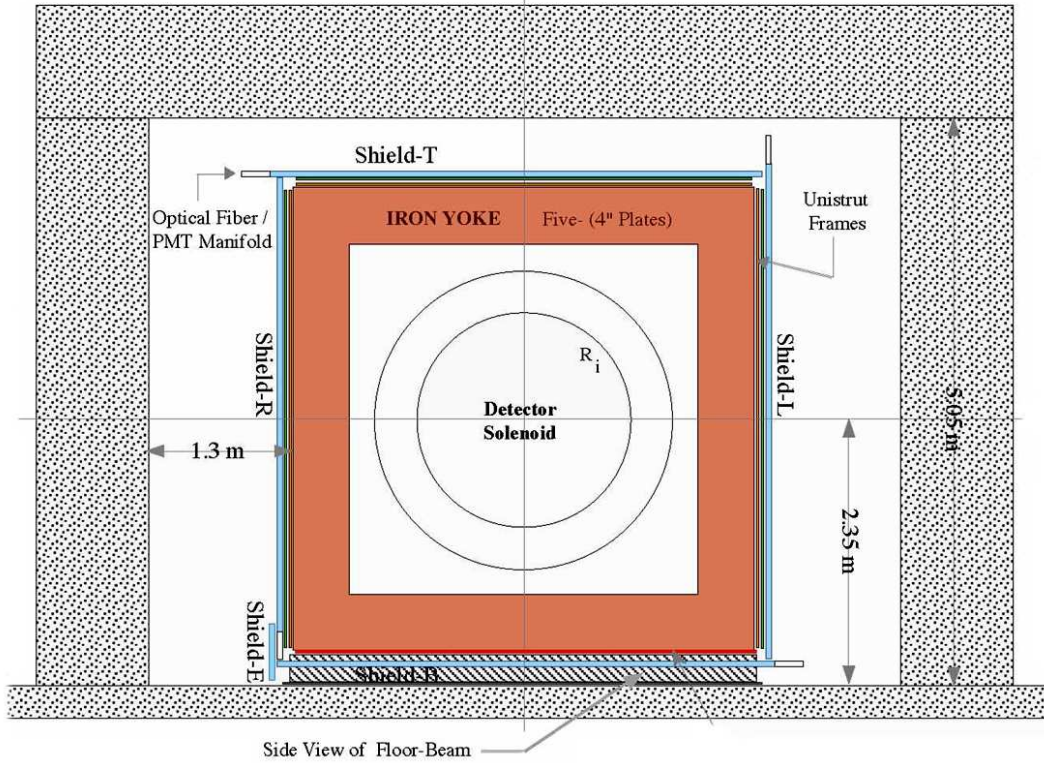 Shield-T
Optical Fiber /
PMT Manifold
IRON YOKE Five- (4" Plates)
Unistrut
Frames
R i
Shield-R
Detector
Solenoid
Shield-L
5.05 m
1.3 m
2.35 m
Shield-E
Shield-B
Side View of Floor-Beam